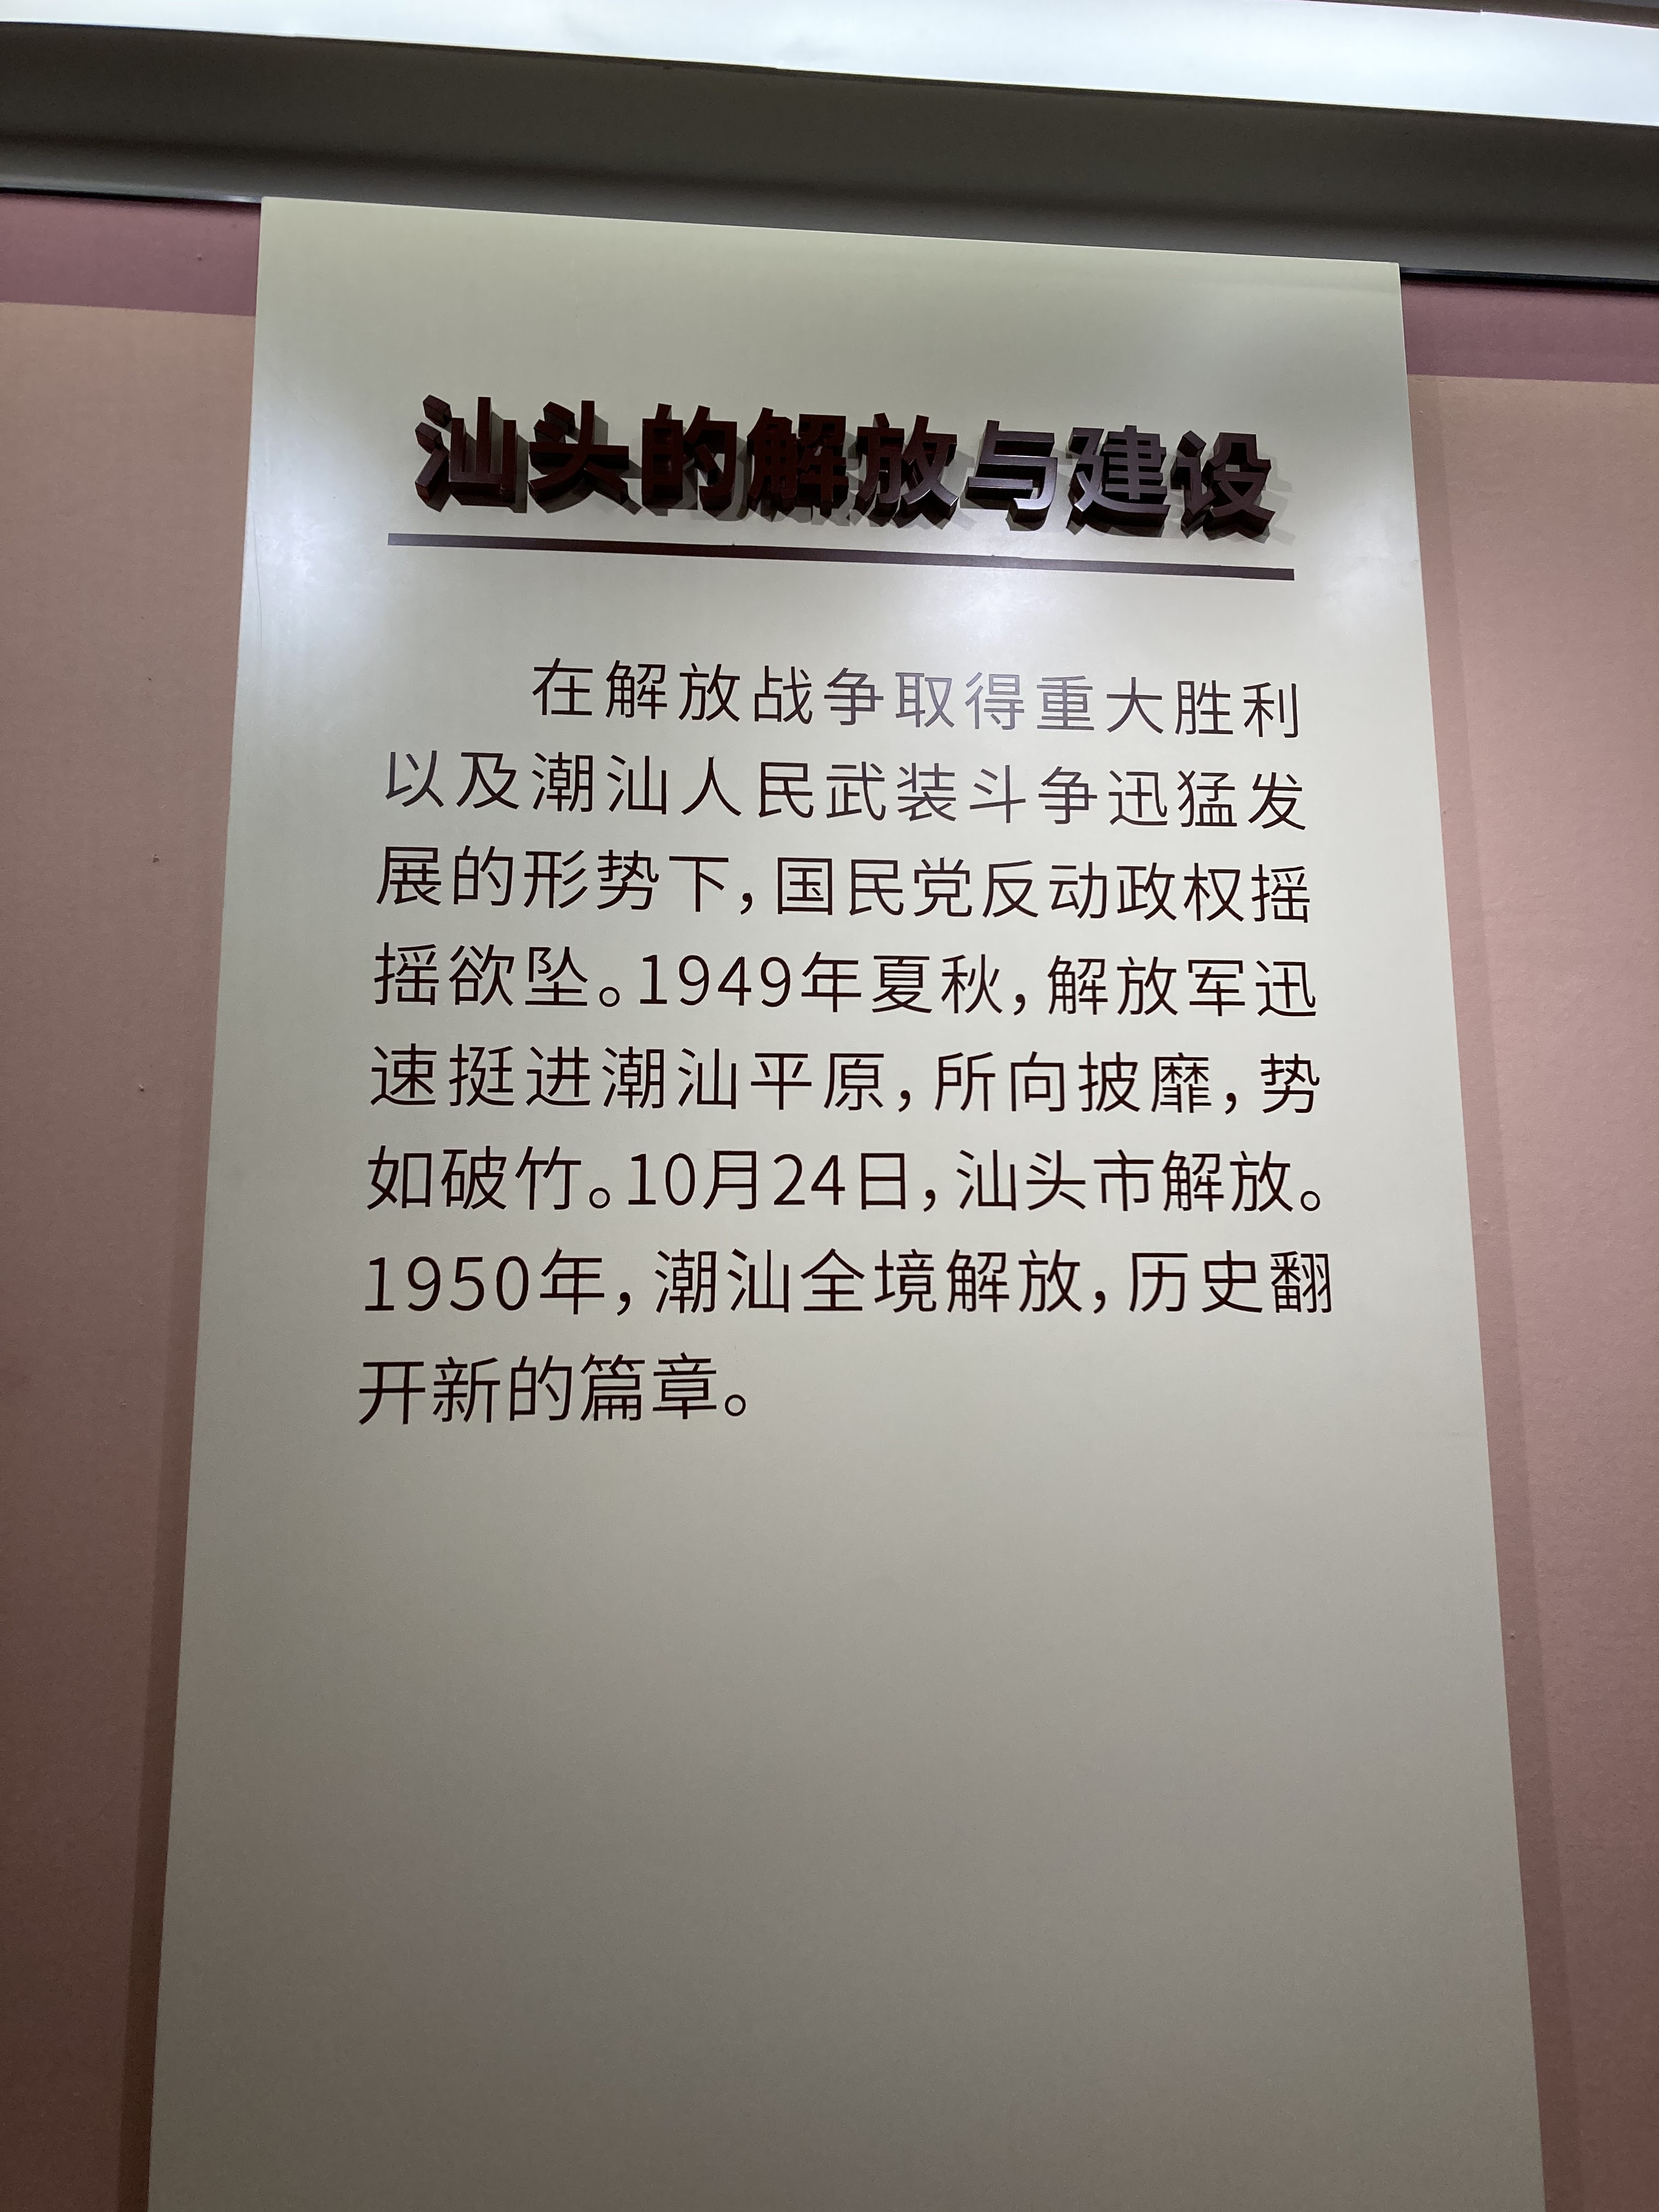 汕头的解放与建设
在解放战争取得重大胜利
以及潮汕人民武装斗争迅猛发
展的形势下，国民党反动政权摇
摇欲坠。1949年夏秋，解放军迅
速挺进潮汕平原，所向披靡，势
如破竹。10月24日，汕头市解放。
1950年，潮汕全境解放，历史翻
开新的篇章。